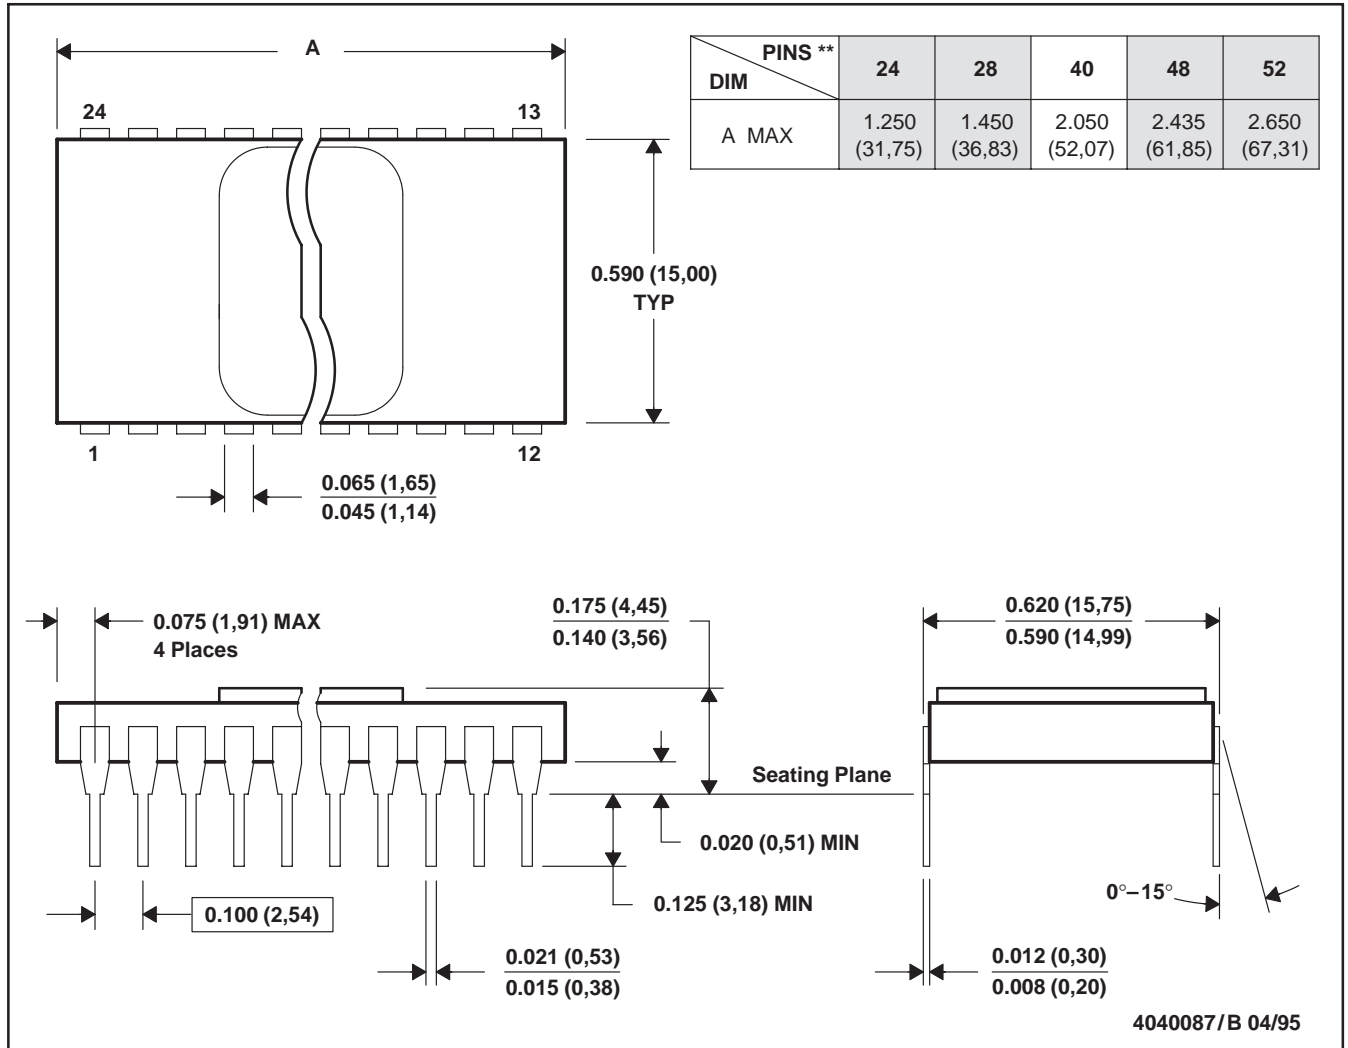 A
PINS **
DIM
24 28 40 48 52
A MAX
1.250 1.450 2.050 2.435 2.650
(31,75) (36,83) (52,07) (61,85) (67,31)
24
13
0.590 (15,00)
TYP
1
12
0.065 (1,65)
0.045 (1,14)
0.075 (1,91) MAX
4 Places
0.175 (4,45)
0.140 (3,56)
0.620 (15,75)
0.590 (14,99)
Seating Plane
0.020 (0,51) MIN
0.125 (3,18) MIN
0°–15°
0.100 (2,54)
0.021 (0,53)
0.015 (0,38)
0.012 (0,30)
0.008 (0,20)
4040087/B 04/95